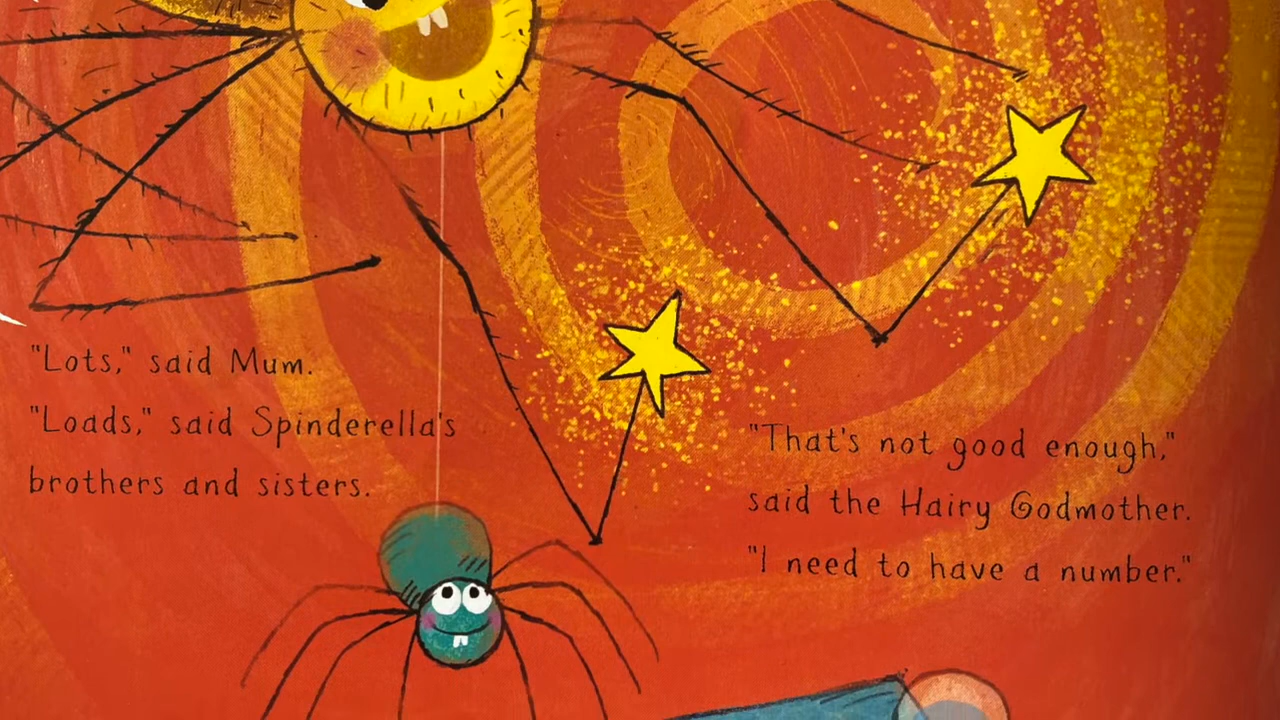 "Lots," said Mum.
"Loads," said Spinderella's
brothers and sisters.
"That's not good enough,"
said the Hairy Godmother.
"I need to have a number."